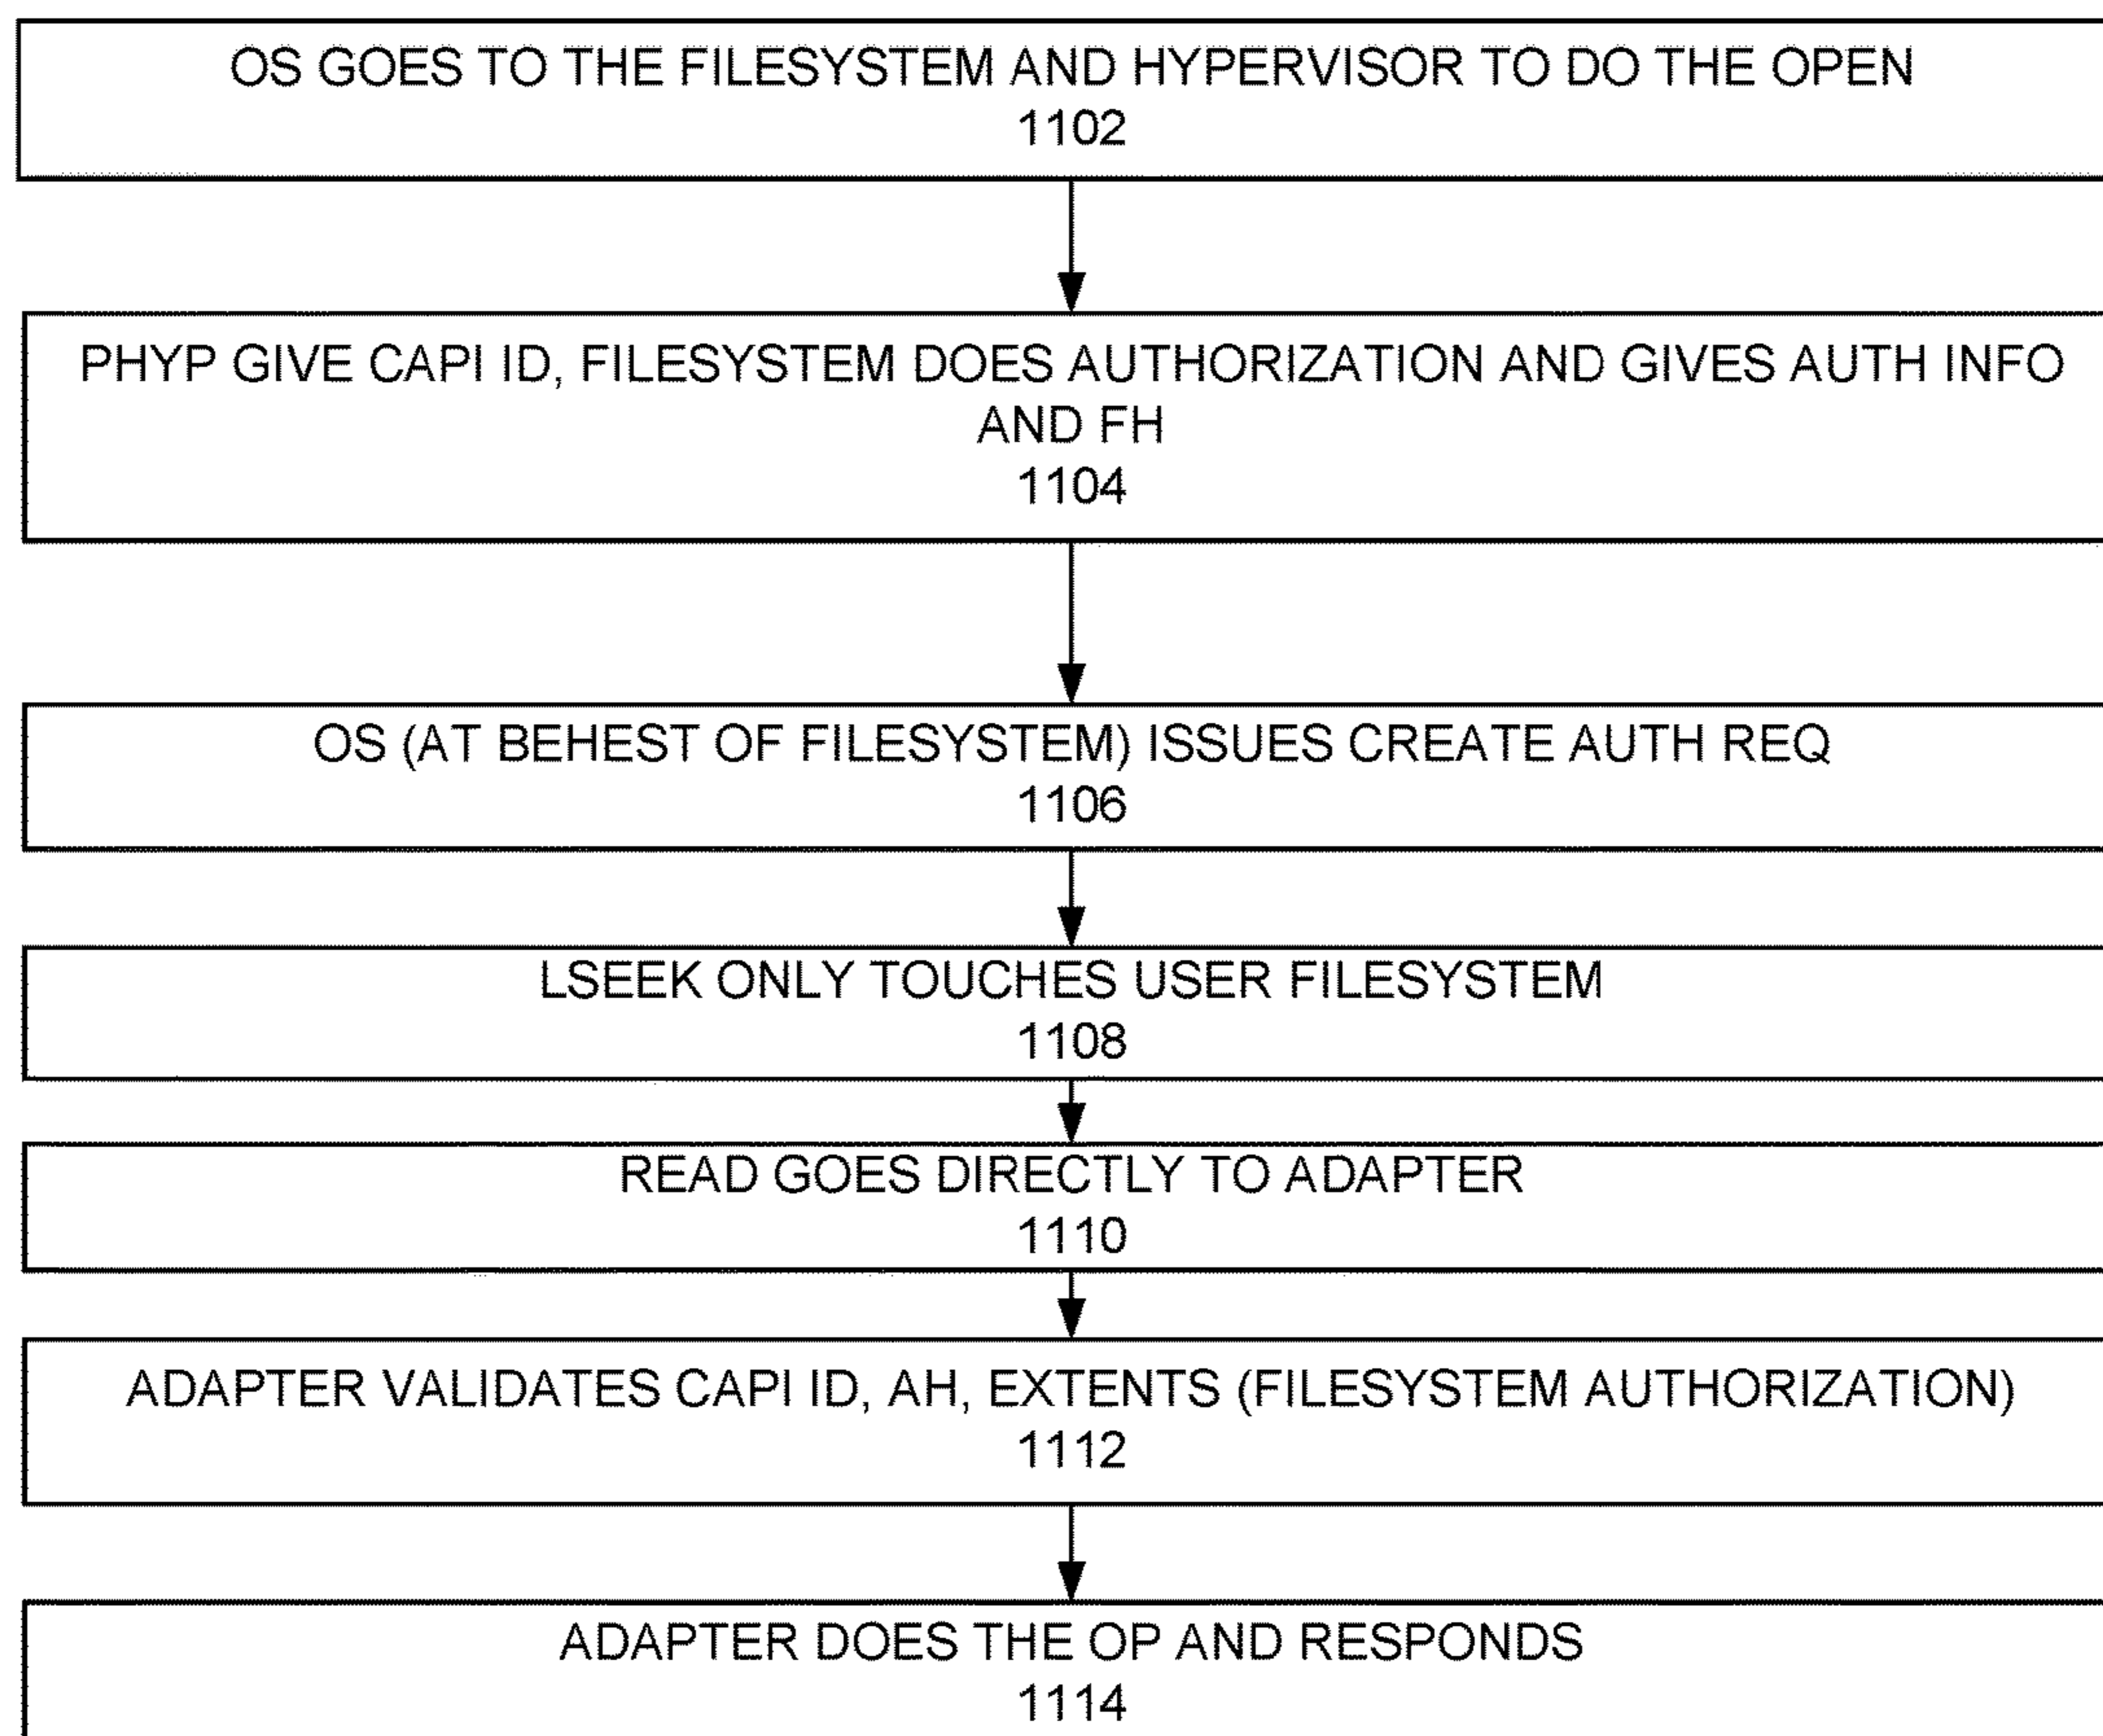 OS GOES TO THE FILESYSTEM AND HYPERVISOR TO DO THE OPEN
1102
PHYP GIVE CAPI ID, FILESYSTEM DOES AUTHORIZATION AND GIVES AUTH INFO
AND FH
1104
OS (AT BEHEST OF FILESYSTEM) ISSUES CREATE AUTH REQ
1106
LSEEK ONLY TOUCHES USER FILESYSTEM
1108
READ GOES DIRECTLY TO ADAPTER
1110
ADAPTER VALIDATES CAPI ID, AH, EXTENTS (FILESYSTEM AUTHORIZATION)
1112
ADAPTER DOES THE OP AND RESPONDS
1114